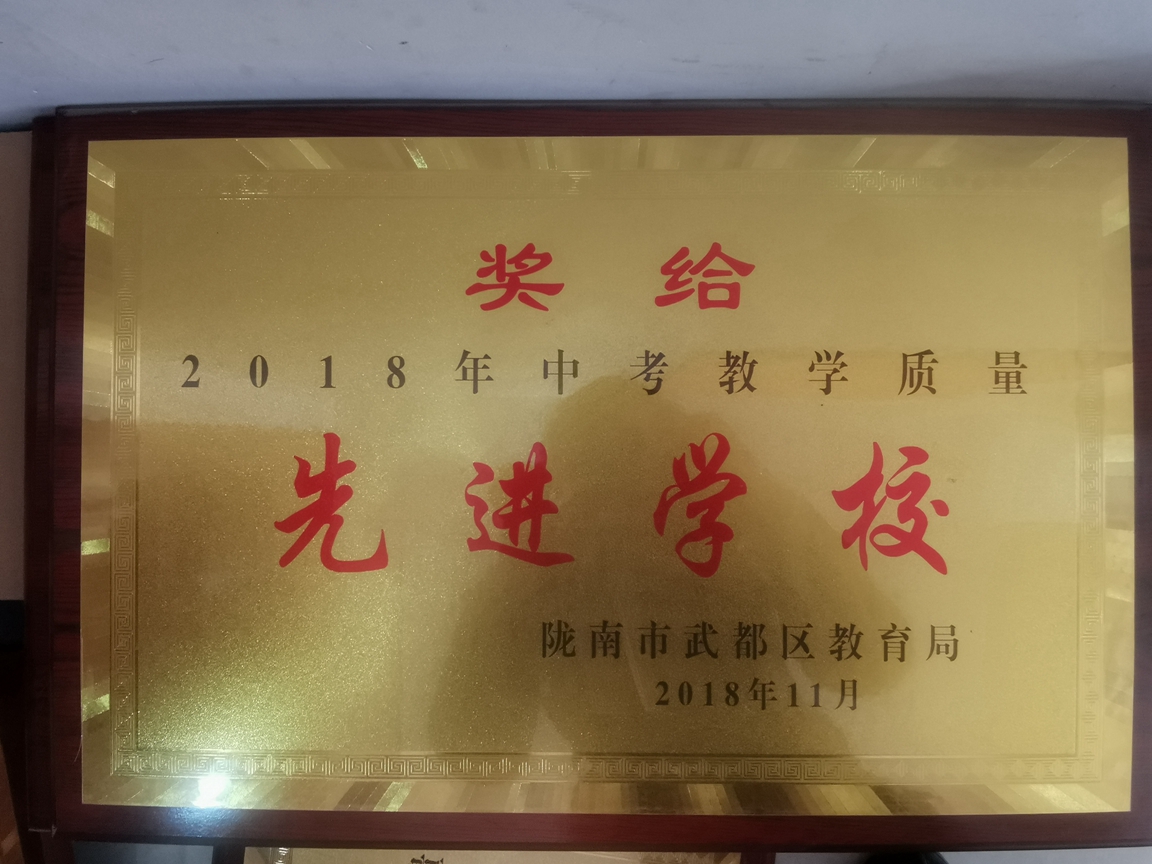 奖给
2018年中考教学质量
先进学校
陇南市武都区教育局
2018年11月